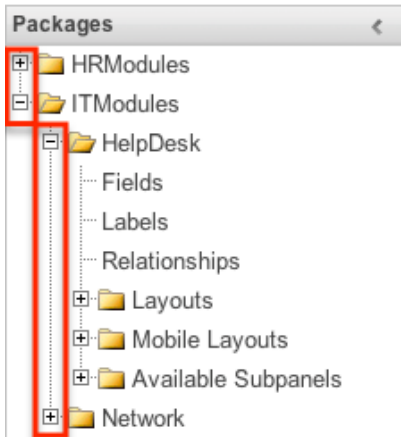 Packages
HRModules
ITModules
HelpDesk
Fields
Labels
Relationships
Layouts
Mobile Layouts
Available Subpanels
Network